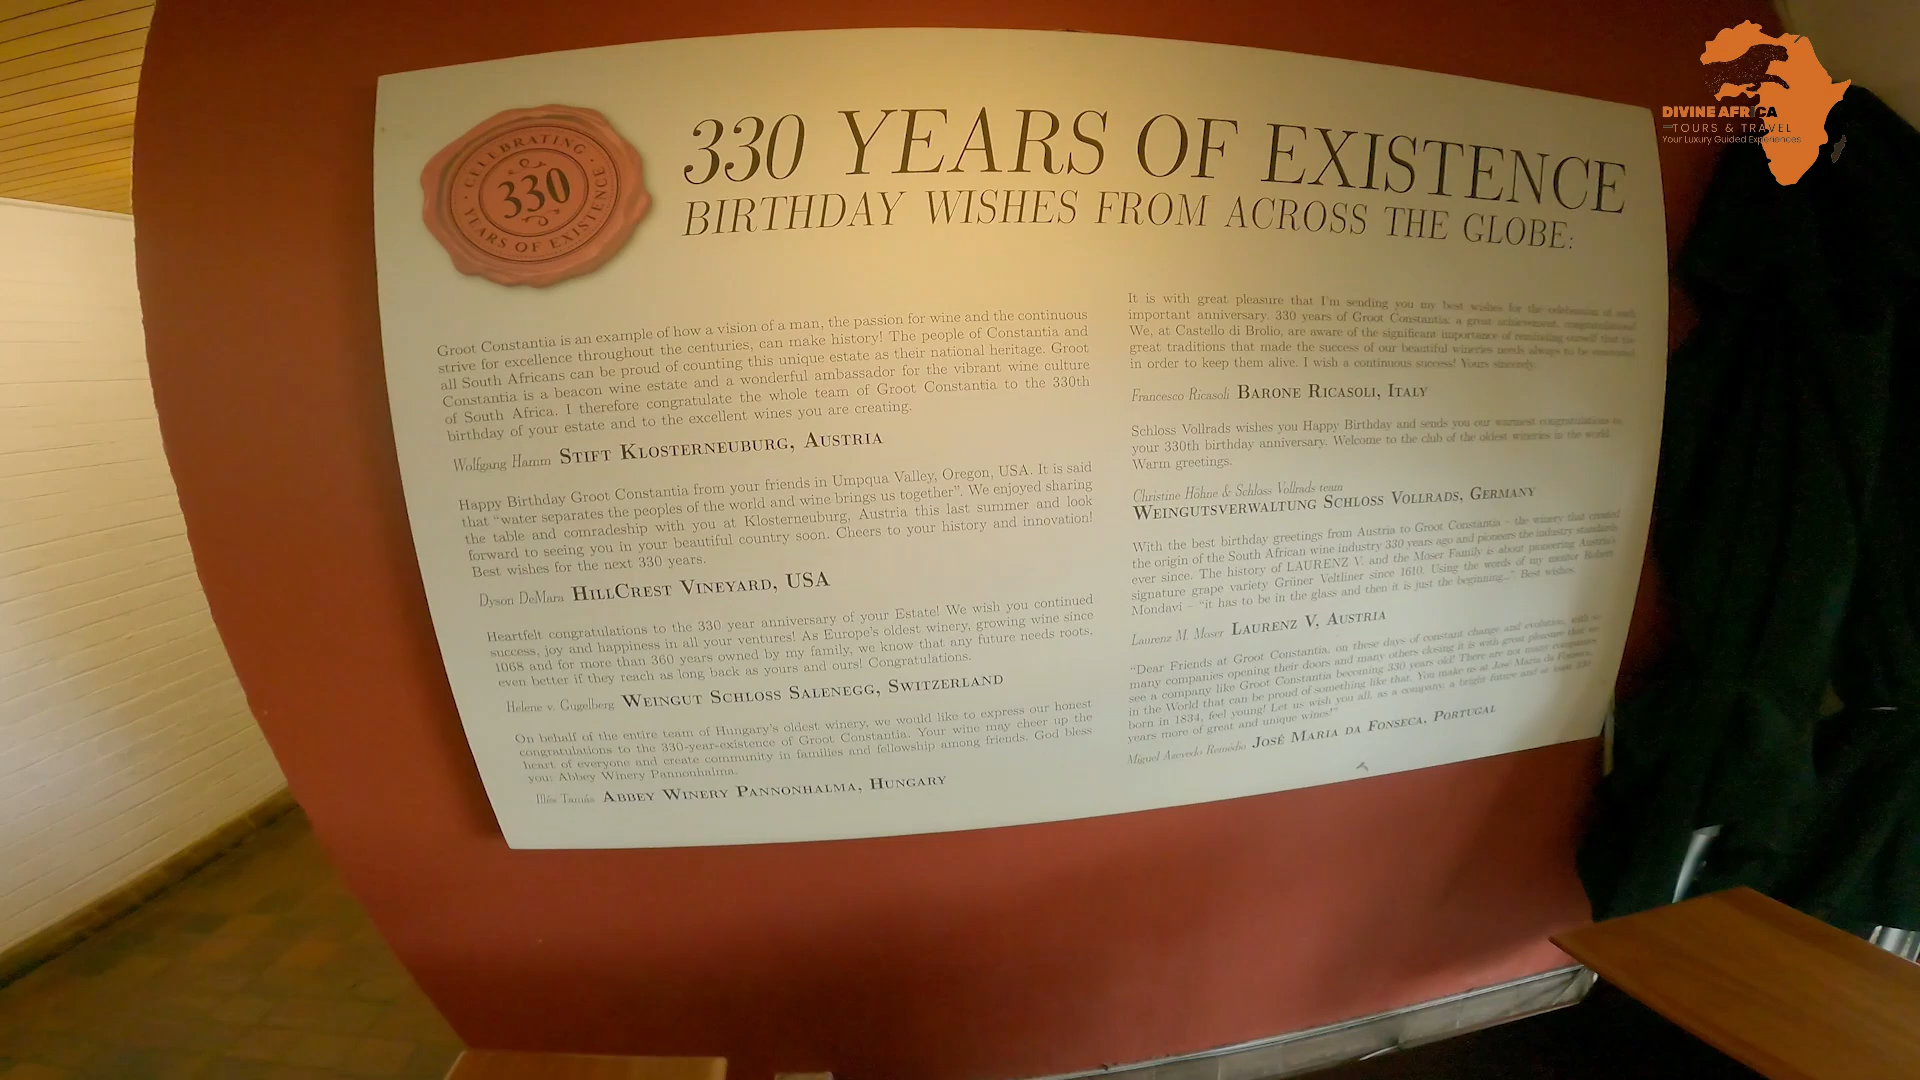 CELEBRATING
330
YEARS OF EXISTENCE
330 YEARS OF EXISTENCE
BIRTHDAY WISHES FROM ACROSS THE GLOBE:
Groot Constantia is an example of how a vision of a man, the passion for wine and the continuous
strive for excellence throughout the centuries, can make history! The people of Constantia and
all South Africans can be proud of counting this unique estate as their national heritage. Groot
Constantia is a beacon wine estate and a wonderful ambassador for the vibrant wine culture
of South Africa. I therefore congratulate the whole team of Groot Constantia to the 330th
birthday of your estate and to the excellent wines you are creating.
Wolfgang Hamm STIFT KLOSTERNEUBURG, AUSTRIA
Happy Birthday Groot Constantia from your friends in Umpqua Valley, Oregon, USA. It is said
that “water separates the peoples of the world and wine brings us together”. We enjoyed sharing
the table and comradeship with you at Klosterneuburg, Austria this last summer and look
forward to seeing you in your beautiful country soon. Cheers to your history and innovation!
Best wishes for the next 330 years.
Dyson DeMara HILLCREST VINEYARD, USA
Heartfelt congratulations to the 330 year anniversary of your Estate! We wish you continued
success, joy and happiness in all your ventures! As Europe's oldest winery, growing wine since
1068 and for more than 360 years owned by my family, we know that any future needs roots,
even better if they reach as long back as yours and ours! Congratulations.
Helene v. Gugelberg WEINGUT SCHLOSS SALENEGG, SWITZERLAND
On behalf of the entire team of Hungary's oldest winery, we would like to express our honest
congratulations to the 330-year-existence of Groot Constantia. Your wine may cheer up the
heart of everyone and create community in families and fellowship among friends. God bless
you: Abbey Winery Pannonhalma.
ABBEY WINERY PANNONHALMA, HUNGARY
It is with great pleasure that I'm sending you my best wishes for the celebration of such
important anniversary. 330 years of Groot Constantia, a great achievement, congratulations!
We, at Castello di Brolio, are aware of the significant importance of reminding ourself that the
great traditions that made the success of our beautiful wineries needs always to be
in order to keep them alive. I wish a continuous success! Yours sincerely.
Francesco Ricasoli BARONE RICASOLI, ITALY
Schloss Vollrads wishes you Happy Birthday and sends you our warmest congratulations to
your 330th birthday anniversary. Welcome to the club of the oldest wineries in the world.
Warm greetings.
Christine Höhne & Schloss Vollrads team
WEINGUTSVERWALTUNG SCHLOSS VOLLRADS, GERMANY
With the best birthday greetings from Austria to Groot Constantia – the winery that created
the origin of the South African wine industry 330 years ago and pioneers the industry standards
ever since. The history of LAURENZ V. and the Moser Family is about pioneering Austria's
signature grape variety Grüner Veltliner since 1610. Using the words of my mentor Robert
Mondavi – “it has to be in the glass and then it is just the beginning...”. Best wishes.
Laurenz M. Moser LAURENZ V, AUSTRIA
“Dear Friends at Groot Constantia, on these days of constant change and evolution, with so
many companies opening their doors and many others closing it is with great pleasure that we
see a company like Groot Constantia becoming 330 years old! There are not many companies
in the World that can be proud of something like that. You make us at José Maria da Fonseca,
born in 1834, feel young! Let us wish you all, as a company, a bright future and at least 330
years more of great and unique wines!”
Miguel Azevedo Remédio JOSÉ MARIA DA FONSECA, PORTUGAL
DIVINE AFRICA
TOURS & TRAVEL
Your Luxury Guided Experiences